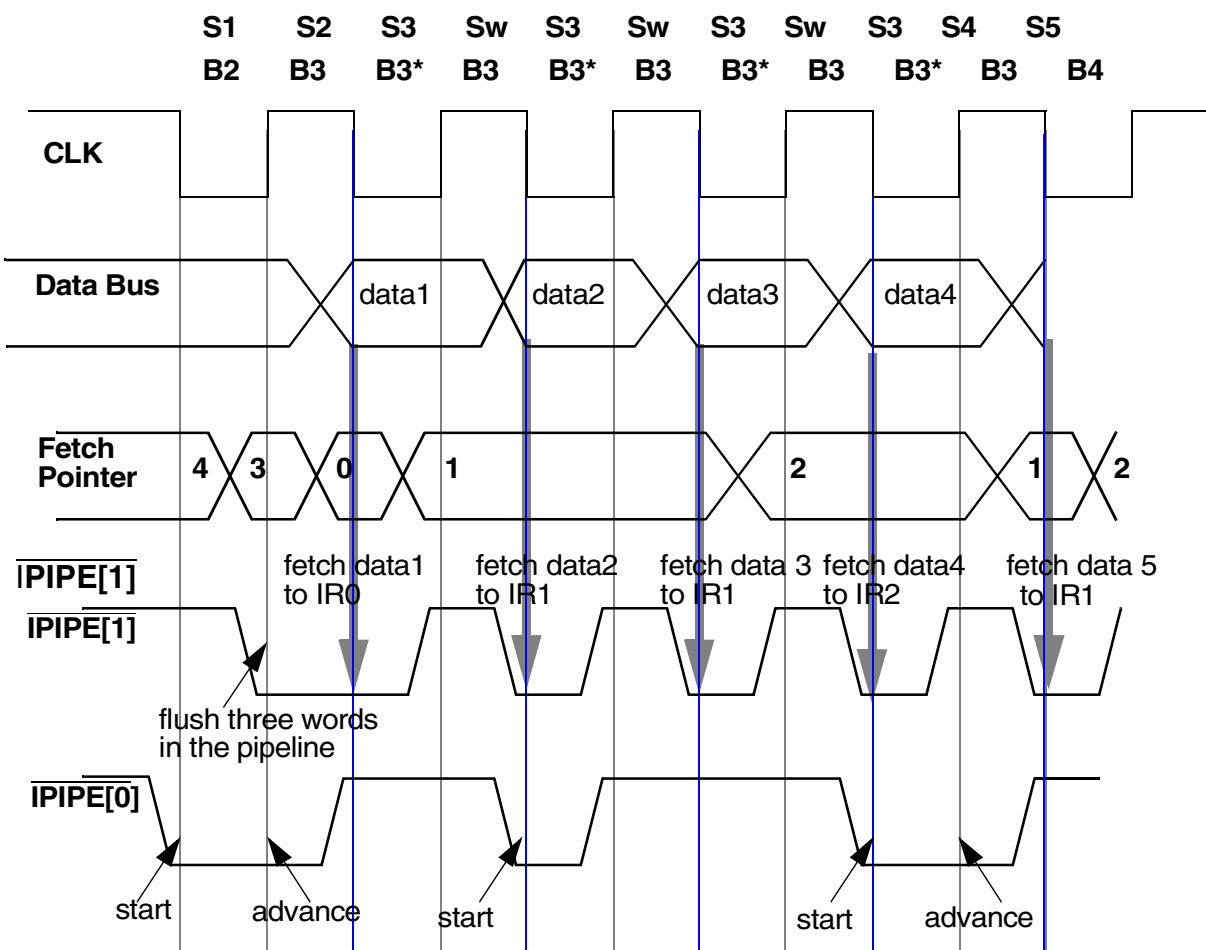 S1 S2 S3 Sw S3 Sw S3 Sw S3 S4 S5
B2 B3 B3* B3 B3* B3 B3* B3 B3* B3 B4
CLK
Data Bus data1 data2 data3 data4
Fetch
Pointer
4 3 0 1 2 1 2
IPIPE[1]
fetch data1
to IR0
fetch data2
to IR1
fetch data 3
to IR1
fetch data4
to IR2
fetch data 5
to IR1
IPIPE[1]
flush three words
in the pipeline
IPIPE[0]
start advance start start advance